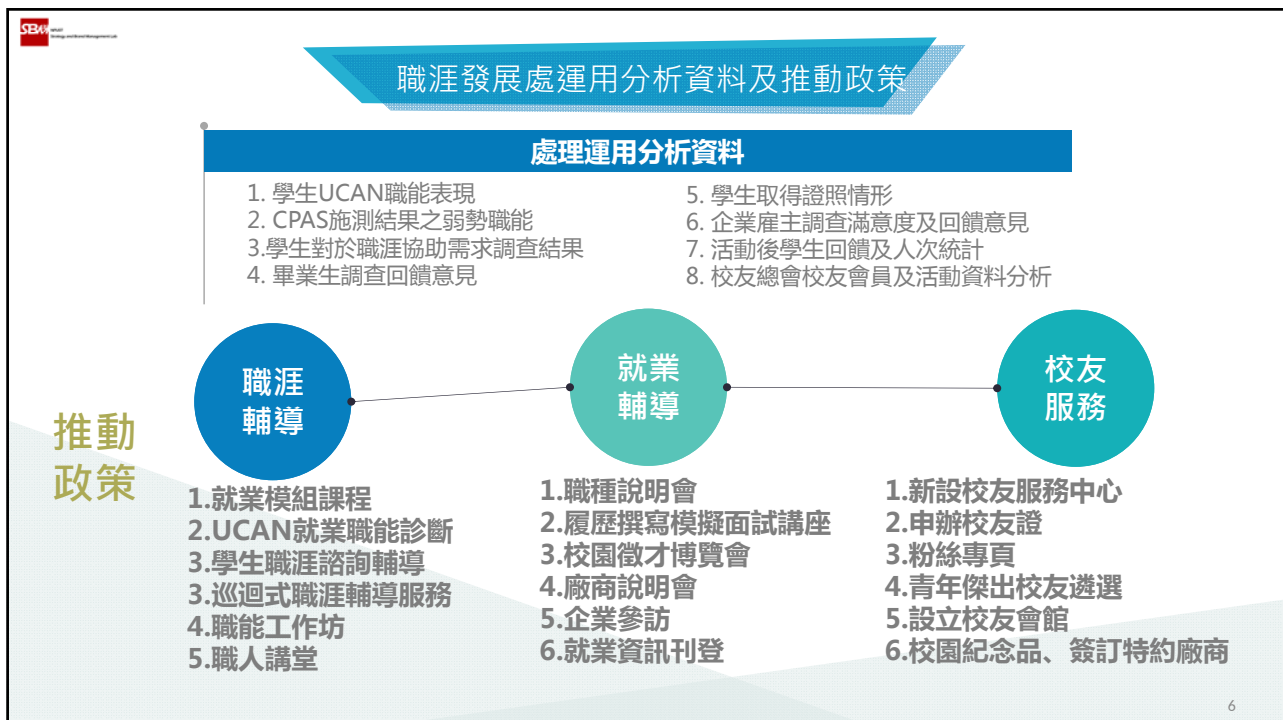 SBM NPUST
Strategy and Brand Management Lab
職涯發展處運用分析資料及推動政策
處理運用分析資料
1. 學生UCAN職能表現
2. CPAS施測結果之弱勢職能
3.學生對於職涯協助需求調查結果
4. 畢業生調查回饋意見
5. 學生取得證照情形
6. 企業雇主調查滿意度及回饋意見
7. 活動後學生回饋及人次統計
8. 校友總會校友會員及活動資料分析
推動
政策
職涯
輔導
1.就業模組課程
2.UCAN就業職能診斷
3.學生職涯諮詢輔導
3.巡迴式職涯輔導服務
4.職能工作坊
5.職人講堂
就業
輔導
1.職種說明會
2.履歷撰寫模擬面試講座
3.校園徵才博覽會
4.廠商說明會
5.企業參訪
6.就業資訊刊登
校友
服務
1.新設校友服務中心
2.申辦校友證
3.粉絲專頁
4.青年傑出校友遴選
5.設立校友會館
6.校園紀念品、簽訂特約廠商
6